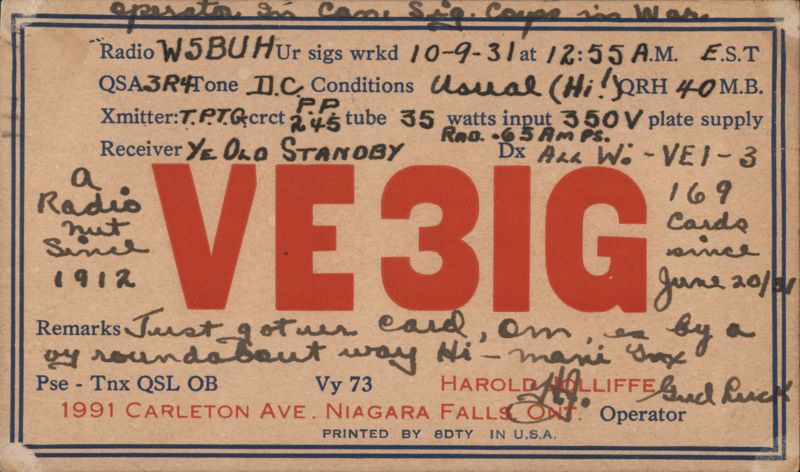 operator in Can. Sig. Corps in War
Radio W5BUH Ur sigs wrkd 10-9-31 at 12:55 A.M. E.S.T
QSA3R4 Tone D.C. Conditions Usual (Hi!) QRH 40 M.B.
Xmitter: T.P.T.G. crct P.P 245 tube 35 watts input 350V plate supply
Rad. .65 Amps.
Receiver Ye Old Standby Dx All W. - VE1-3
A Radio nut Since 1912
VE3IG
169 Cards since June 20/31
Remarks Just got ur card, Om, es by a
vy roundabout way Hi - mani Tnx
Pse - Tnx QSL OB Vy 73 HAROLD JOLLIFFE Gud Luck
1991 CARLETON AVE. NIAGARA FALLS, ONT. HJ. Operator
PRINTED BY 8DTY IN U.S.A.